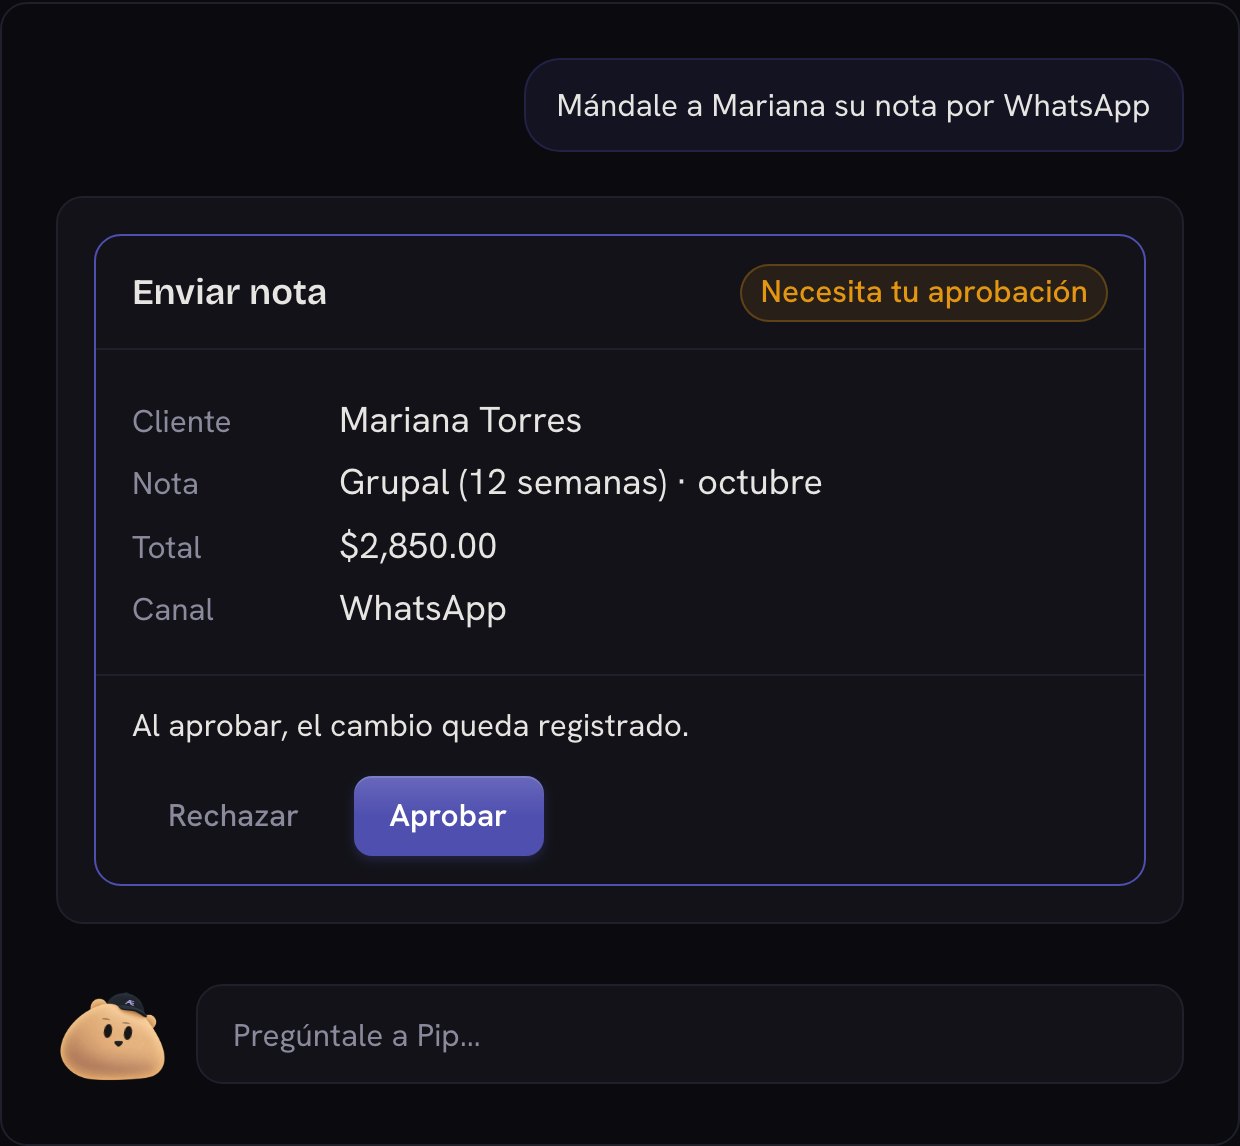 Mándale a Mariana su nota por WhatsApp
Enviar nota
Necesita tu aprobación
Cliente Mariana Torres
Nota Grupal (12 semanas) · octubre
Total $2,850.00
Canal WhatsApp
Al aprobar, el cambio queda registrado.
Rechazar Aprobar
Pregúntale a Pip...